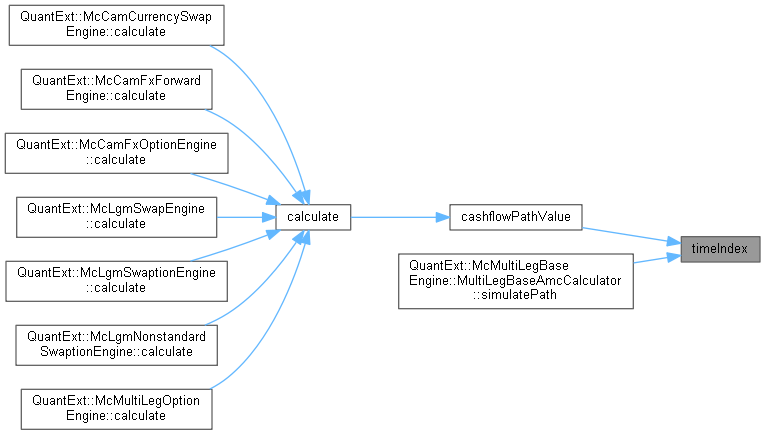 QuantExt::McCamCurrencySwap
Engine::calculate
QuantExt::McCamFxForward
Engine::calculate
QuantExt::McCamFxOptionEngine
::calculate
QuantExt::McLgmSwapEngine
::calculate
QuantExt::McLgmSwaptionEngine
::calculate
QuantExt::McLgmNonstandard
SwaptionEngine::calculate
QuantExt::McMultiLegOption
Engine::calculate
calculate
cashflowPathValue
QuantExt::McMultiLegBase
Engine::MultiLegBaseAmcCalculator
::simulatePath
timeIndex